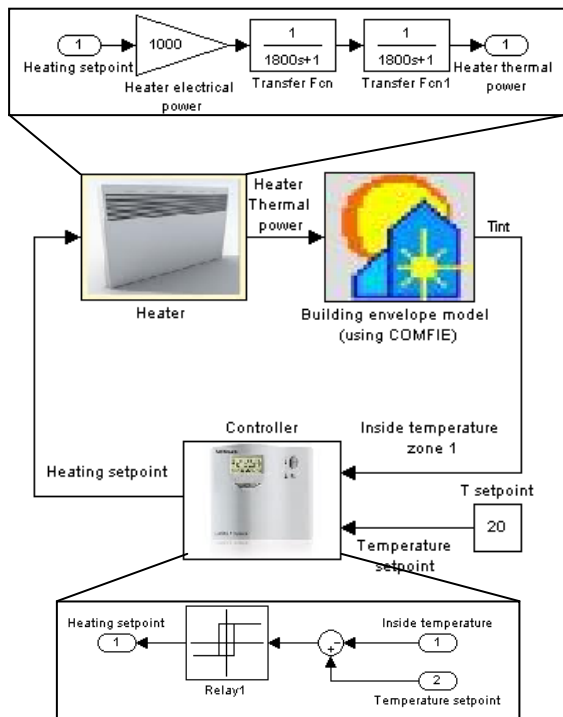 1
1000
1
1800s+1
1
1800s+1
1
Heating setpoint
Heater electrical
power
Transfer Fcn
Transfer Fcn1
Heater thermal
power
Heater
Thermal
power
Tint
Heater
Building envelope model
(using COMFIE)
Controller
Inside temperature
zone 1
Heating setpoint
T setpoint
20
Temperature
setpoint
Heating setpoint
1
Relay1
Inside temperature
1
2
Temperature setpoint